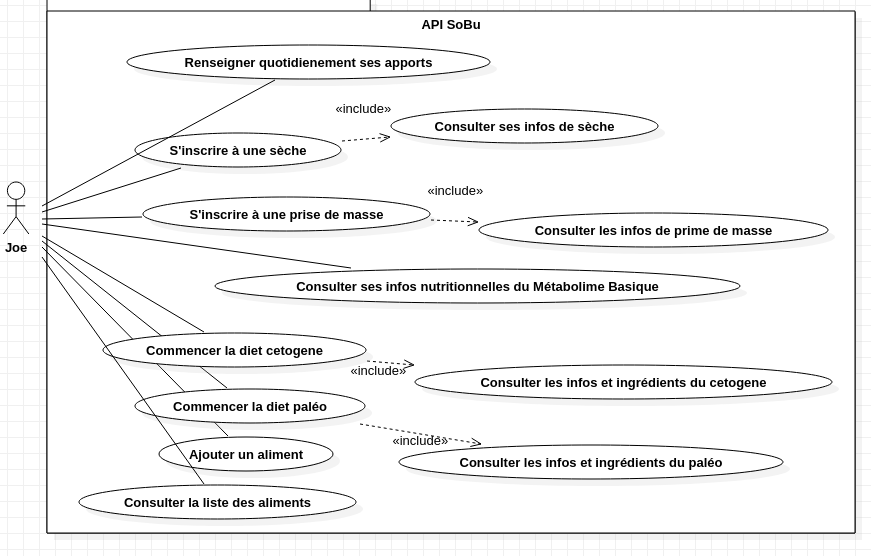 API SoBu
Renseigner quotidienement ses apports
«include»
Consulter ses infos de sèche
S'inscrire à une sèche
«include»
S'inscrire à une prise de masse
Consulter les infos de prime de masse
Joe
Consulter ses infos nutritionnelles du Métabolime Basique
Commencer la diet cetogene
«include»
Consulter les infos et ingrédients du cetogene
Commencer la diet paléo
«include»
Ajouter un aliment
Consulter les infos et ingrédients du paléo
Consulter la liste des aliments